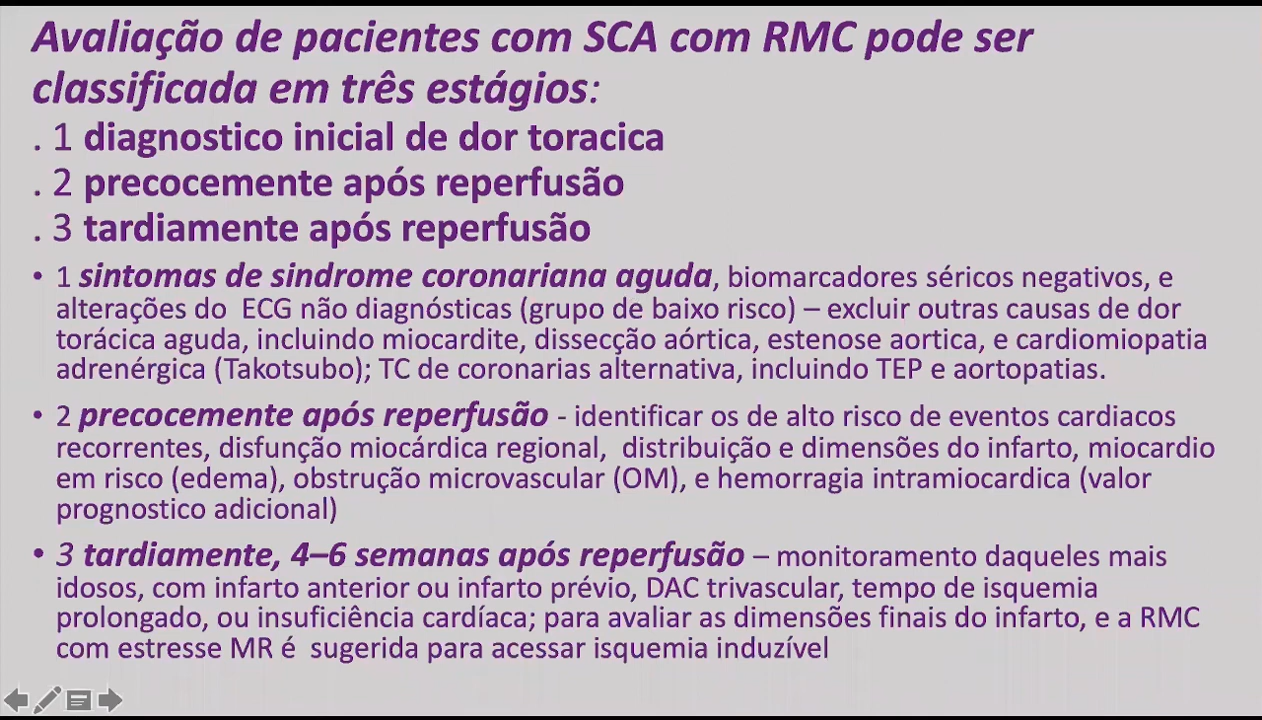 Avaliação de pacientes com SCA com RMC pode ser
classificada em três estágios:
. 1 diagnostico inicial de dor toracica
. 2 precocemente após reperfusão
. 3 tardiamente após reperfusão
• 1 sintomas de sindrome coronariana aguda, biomarcadores séricos negativos, e
alterações do ECG não diagnósticas (grupo de baixo risco) – excluir outras causas de dor
torácica aguda, incluindo miocardite, dissecção aórtica, estenose aortica, e cardiomiopatia
adrenérgica (Takotsubo); TC de coronarias alternativa, incluindo TEP e aortopatias.
• 2 precocemente após reperfusão - identificar os de alto risco de eventos cardiacos
recorrentes, disfunção miocárdica regional, distribuição e dimensões do infarto, miocardio
em risco (edema), obstrução microvascular (OM), e hemorragia intramiocardica (valor
prognostico adicional)
• 3 tardiamente, 4–6 semanas após reperfusão – monitoramento daqueles mais
idosos, com infarto anterior ou infarto prévio, DAC trivascular, tempo de isquemia
prolongado, ou insuficiência cardíaca; para avaliar as dimensões finais do infarto, e a RMC
com estresse MR é sugerida para acessar isquemia induzível